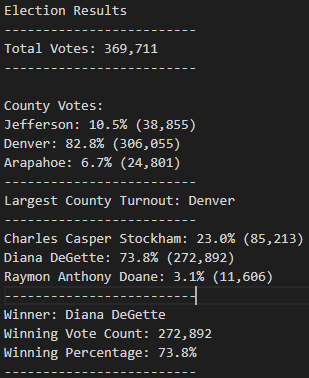 Election Results
-------------------------
Total Votes: 369,711
-------------------------
County Votes:
Jefferson: 10.5% (38,855)
Denver: 82.8% (306,055)
Arapahoe: 6.7% (24,801)
-------------------------
Largest County Turnout: Denver
-------------------------
Charles Casper Stockham: 23.0% (85,213)
Diana DeGette: 73.8% (272,892)
Raymon Anthony Doane: 3.1% (11,606)
-------------------------
Winner: Diana DeGette
Winning Vote Count: 272,892
Winning Percentage: 73.8%
-------------------------